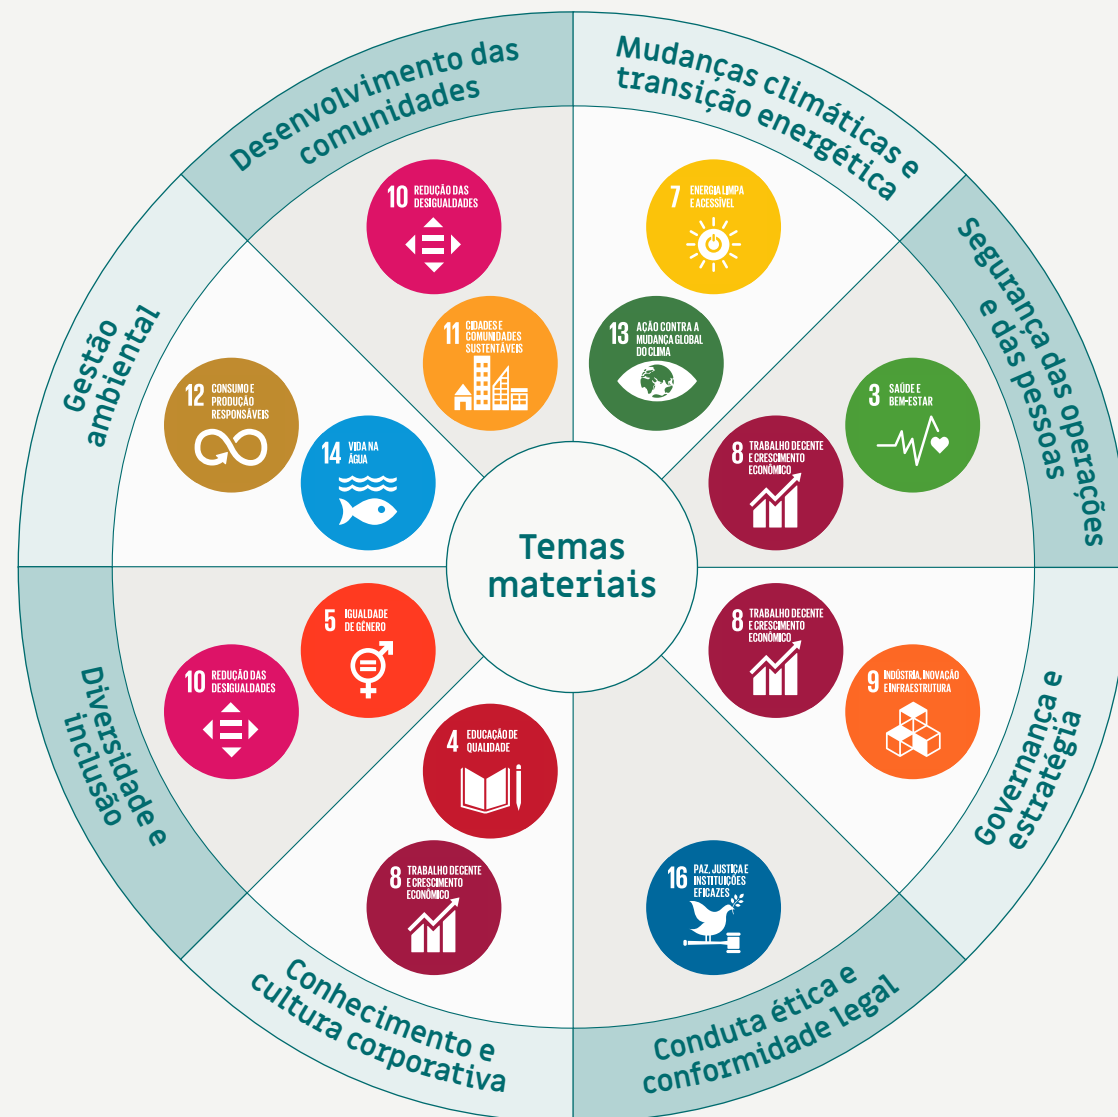 Desenvolvimento das
comunidades
10 REDUÇÃO DAS
DESIGUALDADES
11 CIDADES E
COMUNIDADES
SUSTENTÁVEIS
Mudanças climáticas e
transição energética
7 ENERGIA LIMPA
E ACESSÍVEL
13 AÇÃO CONTRA A
MUDANÇA GLOBAL
DO CLIMA
Segurança das operações
e das pessoas
3 SAÚDE E
BEM-ESTAR
8 TRABALHO DECENTE
E CRESCIMENTO
ECONÔMICO
Governança e
estratégia
8 TRABALHO DECENTE
E CRESCIMENTO
ECONÔMICO
9 INDÚSTRIA, INOVAÇÃO
E INFRAESTRUTURA
Conduta ética e
conformidade legal
16 PAZ, JUSTIÇA E
INSTITUIÇÕES
EFICAZES
Conhecimento e
cultura corporativa
4 EDUCAÇÃO DE
QUALIDADE
8 TRABALHO DECENTE
E CRESCIMENTO
ECONÔMICO
Diversidade e
inclusão
5 IGUALDADE
DE GÊNERO
10 REDUÇÃO DAS
DESIGUALDADES
Gestão
ambiental
12 CONSUMO E
PRODUÇÃO
RESPONSÁVEIS
14 VIDA NA
ÁGUA
Temas
materiais